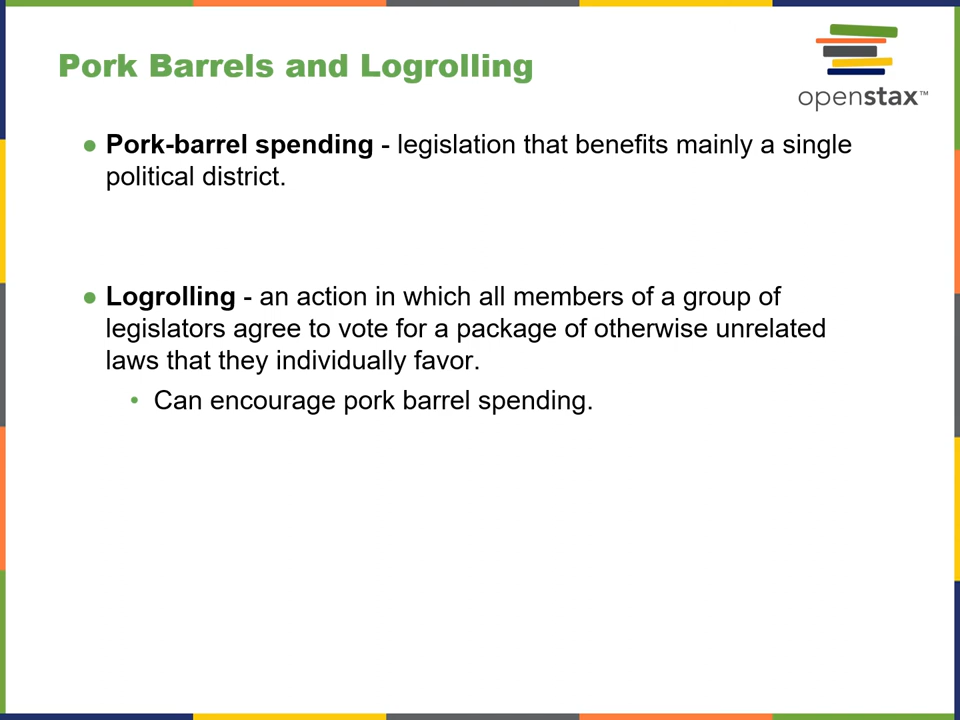 Pork Barrels and Logrolling
openstax™
● Pork-barrel spending - legislation that benefits mainly a single
political district.
● Logrolling - an action in which all members of a group of
legislators agree to vote for a package of otherwise unrelated
laws that they individually favor.
• Can encourage pork barrel spending.